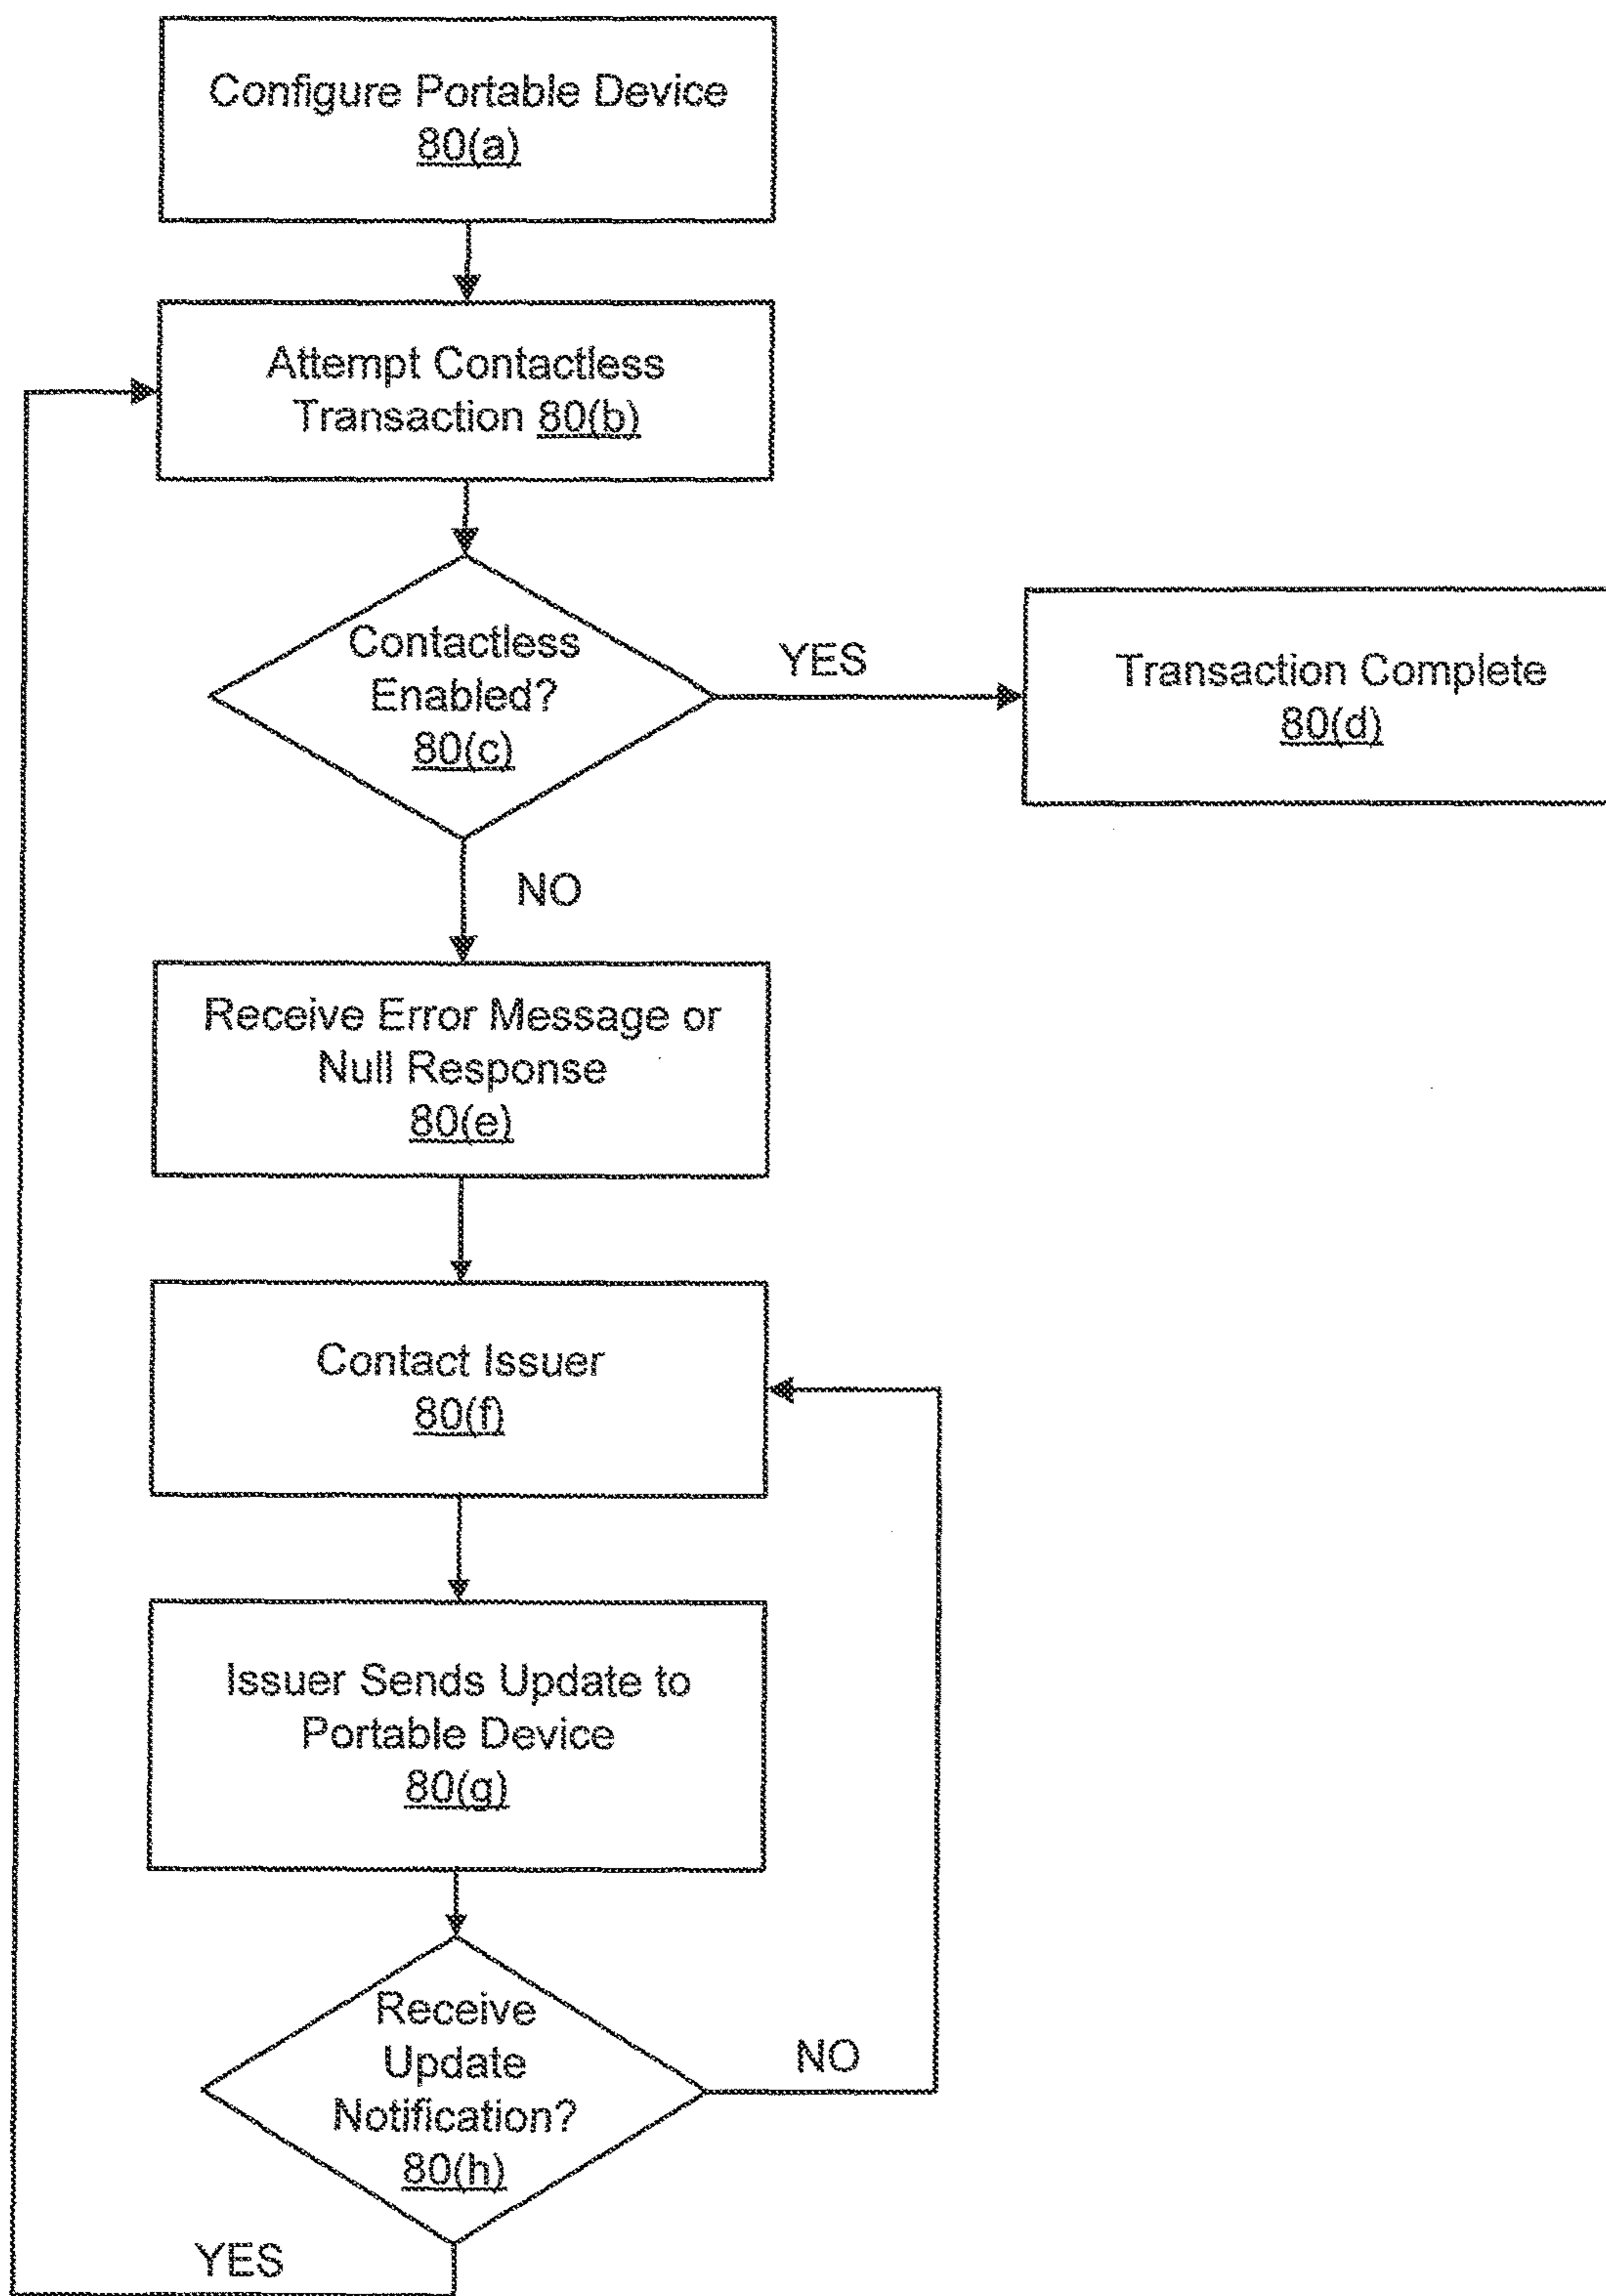 Configure Portable Device
80(a)
Attempt Contactless
Transaction 80(b)
Contactless
Enabled?
80(c)
YES
Transaction Complete
80(d)
NO
Receive Error Message or
Null Response
80(e)
Contact Issuer
80(f)
Issuer Sends Update to
Portable Device
80(g)
Receive
Update
Notification?
80(h)
NO
YES